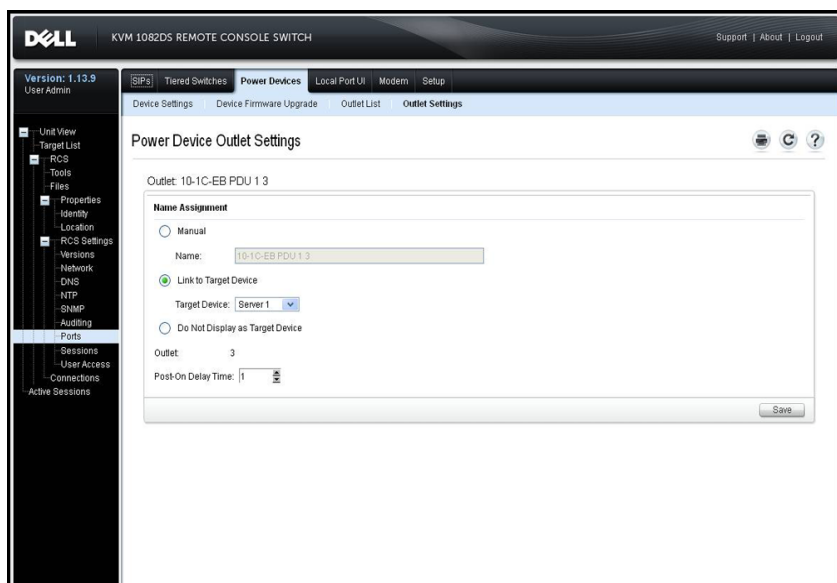 DELL
KVM 1082DS REMOTE CONSOLE SWITCH
Support | About | Logout
Version: 1.13.9
User Admin
SIPs Tiered Switches Power Devices Local Port UI Modem Setup
Device Settings Device Firmware Upgrade Outlet List Outlet Settings
Unit View
Target List
RCS
Tools
Files
Properties
Identity
Location
RCS Settings
Versions
Network
DNS
NTP
SNMP
Auditing
Ports
Sessions
User Access
Connections
Active Sessions
Power Device Outlet Settings
?
Outlet: 10-1C-EB PDU 1 3
Name Assignment
Manual
Name: 10-1C-EB PDU 1 3
Link to Target Device
Target Device: Server 1
Do Not Display as Target Device
Outlet: 3
Post-On Delay Time: 1
Save